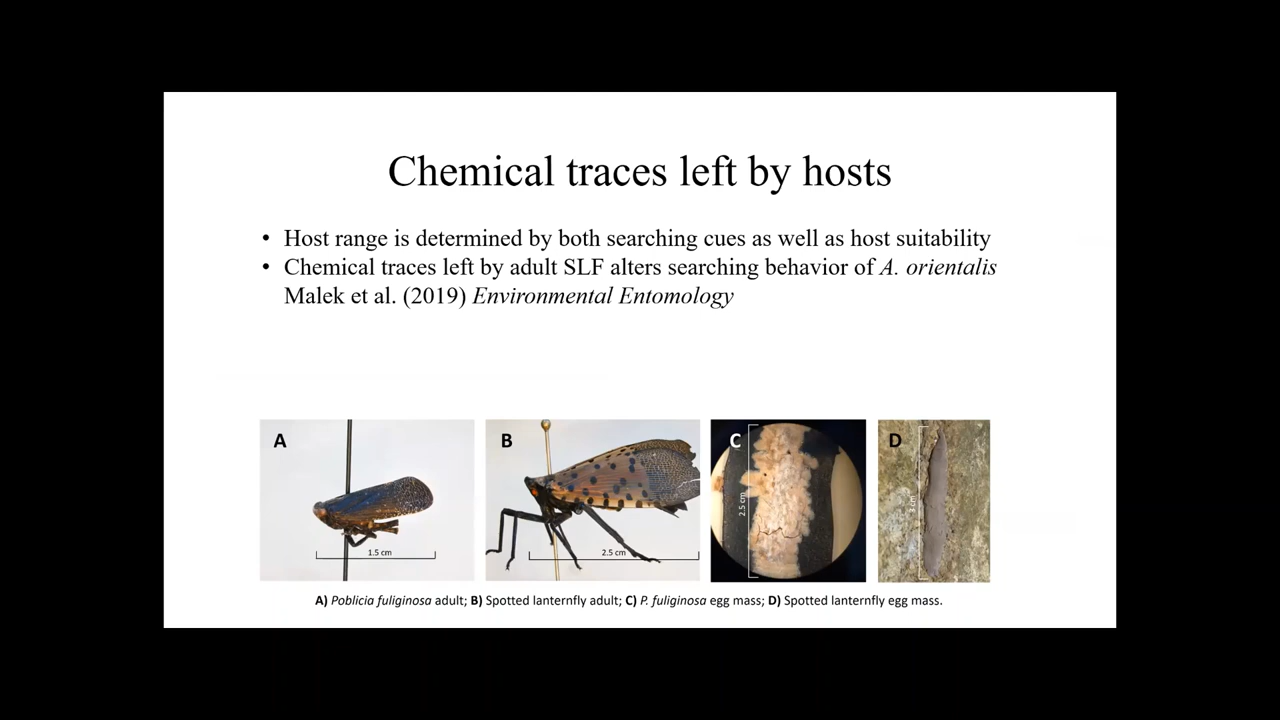 Chemical traces left by hosts
• Host range is determined by both searching cues as well as host suitability
• Chemical traces left by adult SLF alters searching behavior of A. orientalis
Malek et al. (2019) Environmental Entomology
A
B
C
D
2.5 cm
3 cm
1.5 cm
2.5 cm
A) Poblicia fuliginosa adult; B) Spotted lanternfly adult; C) P. fuliginosa egg mass; D) Spotted lanternfly egg mass.